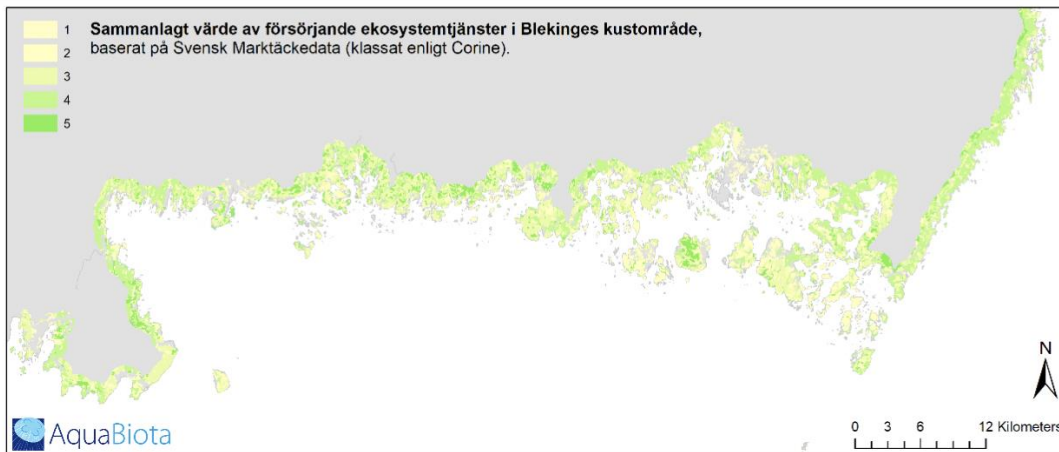 Sammanlagt värde av försörjande ekosystemtjänster i Blekinges kustområde,
baserat på Svensk Marktäckedata (klassat enligt Corine).
1
2
3
4
5
N
0 3 6 12 Kilometers
AquaBiota